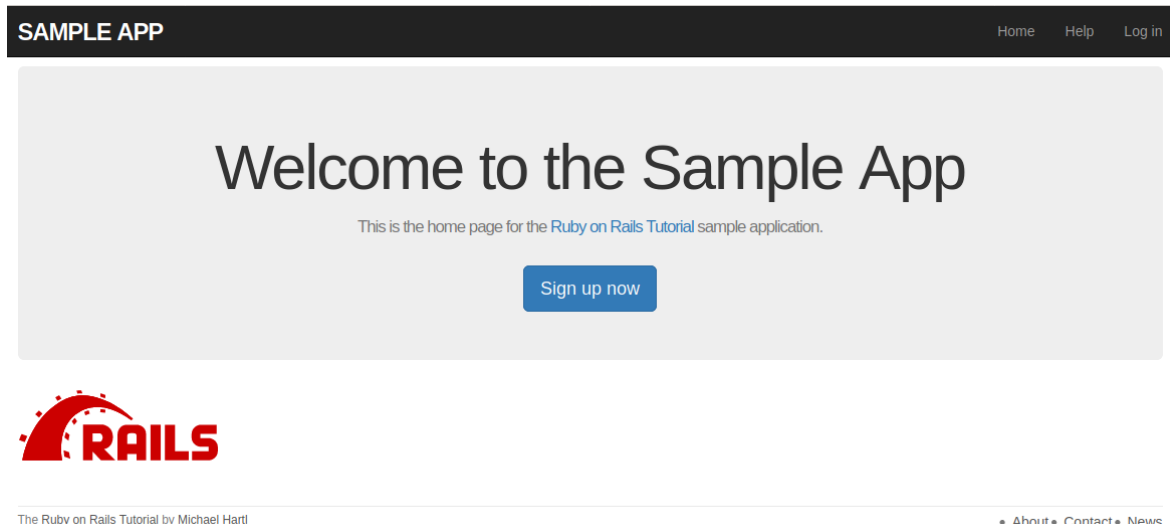 SAMPLE APP Home Help Log in
Welcome to the Sample App
This is the home page for the Ruby on Rails Tutorial sample application.
Sign up now
RAILS
The Ruby on Rails Tutorial by Michael Hartl • About • Contact • News